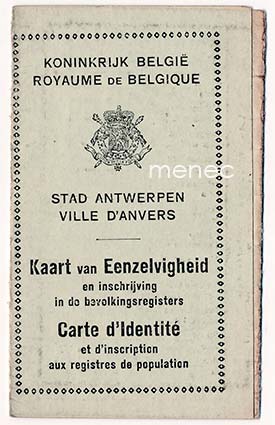 KONINKRIJK BELGIË
ROYAUME DE BELGIQUE
menec
STAD ANTWERPEN
VILLE D'ANVERS
Kaart van Eenzelvigheid
en inschrijving
in de bevolkingsregisters
Carte d'Identité
et d'inscription
aux registres de population